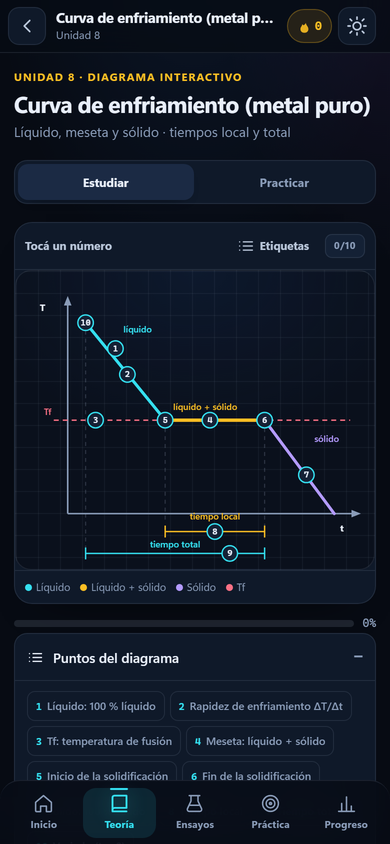 Curva de enfriamiento (metal p...
Unidad 8
0
UNIDAD 8 · DIAGRAMA INTERACTIVO
Curva de enfriamiento (metal puro)
Líquido, meseta y sólido · tiempos local y total
Estudiar
Practicar
Tocá un número
Etiquetas
0/10
T
10
líquido
1
2
líquido + sólido
Tf
3
5
4
6
sólido
7
tiempo local
t
8
tiempo total
9
Líquido
Líquido + sólido
Sólido
Tf
0%
Puntos del diagrama
1 Líquido: 100 % líquido
2 Rapidez de enfriamiento ΔT/Δt
3 Tf: temperatura de fusión
4 Meseta: líquido + sólido
5 Inicio de la solidificación
6 Fin de la solidificación
Inicio
Teoría
Ensayos
Práctica
Progreso